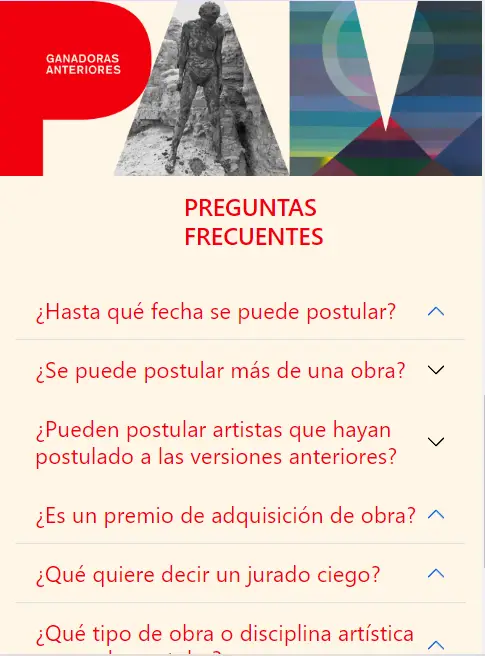 GANADORAS
ANTERIORES
PREGUNTAS
FRECUENTES
¿Hasta qué fecha se puede postular?
¿Se puede postular más de una obra?
¿Pueden postular artistas que hayan
postulado a las versiones anteriores?
¿Es un premio de adquisición de obra?
¿Qué quiere decir un jurado ciego?
¿Qué tipo de obra o disciplina artística